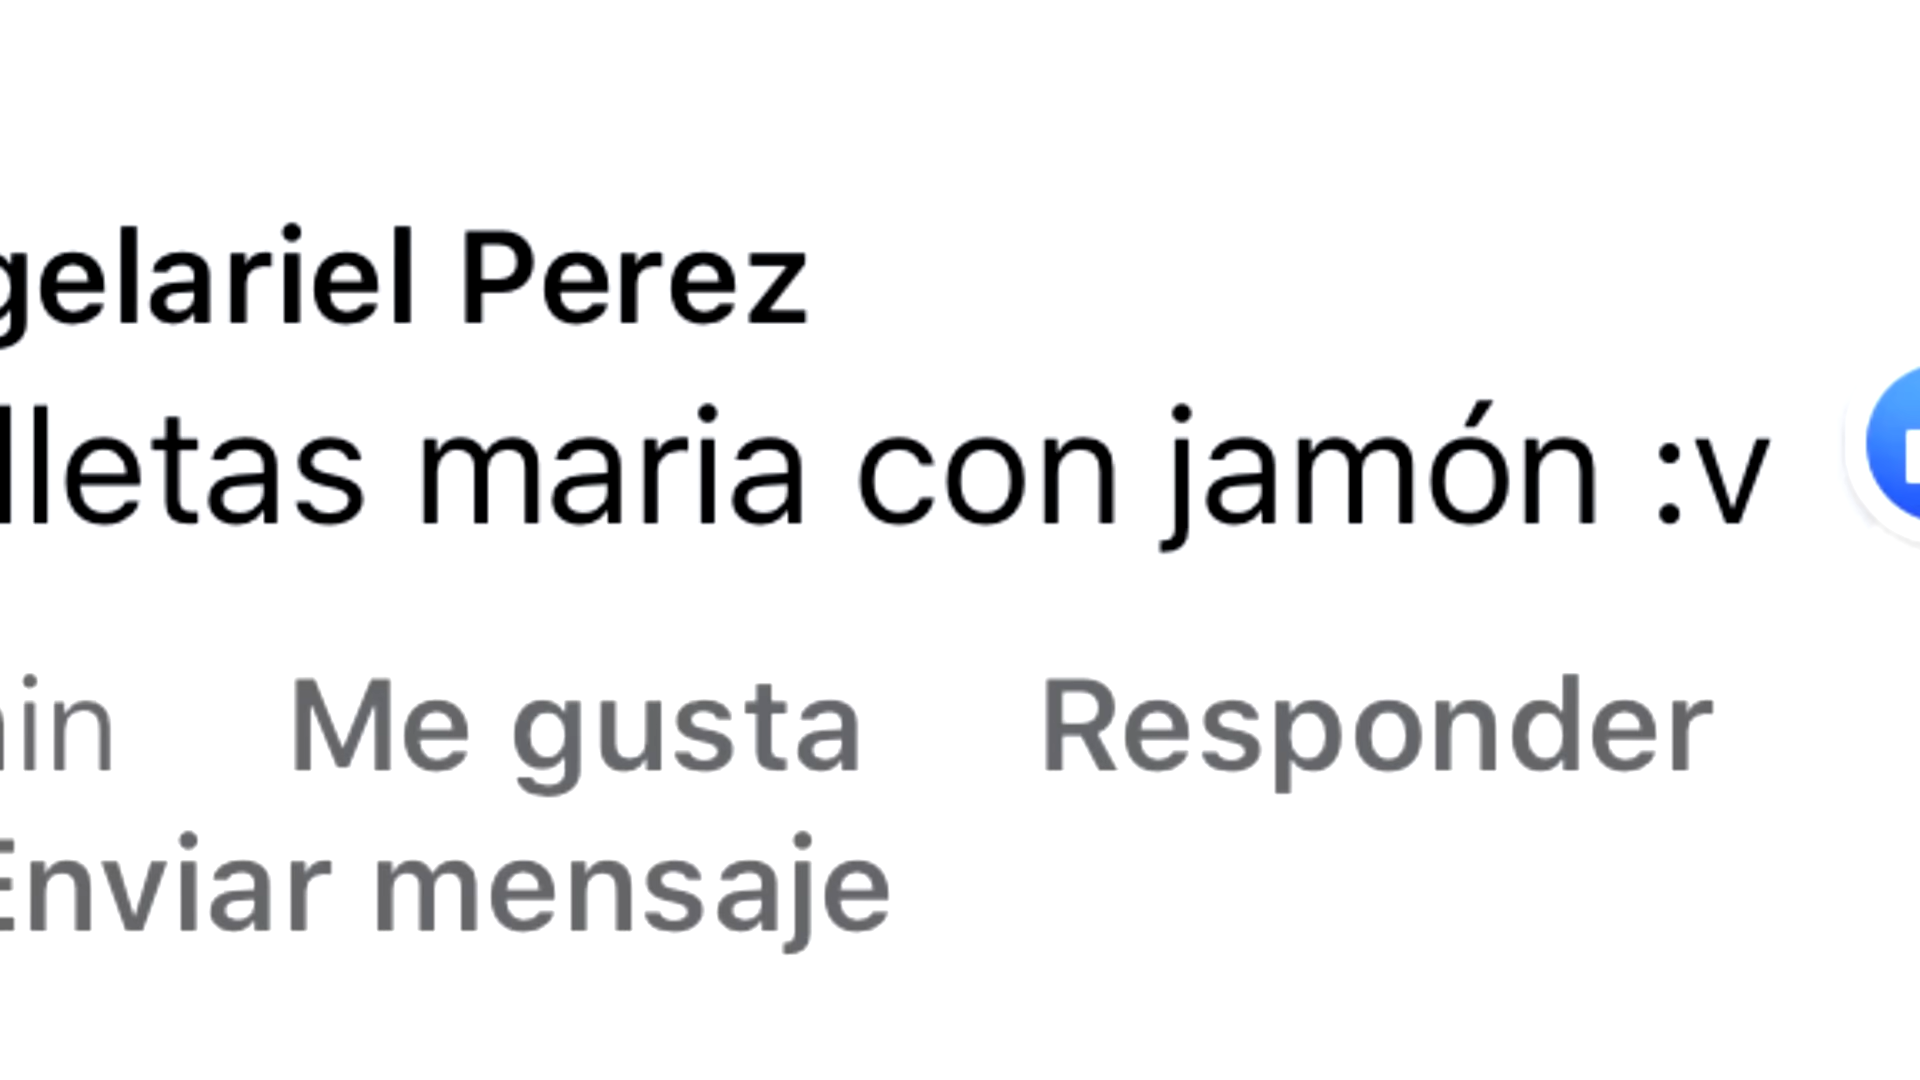 gelariel Perez
lletas maria con jamón :v
in Me gusta Responder
Enviar mensaje